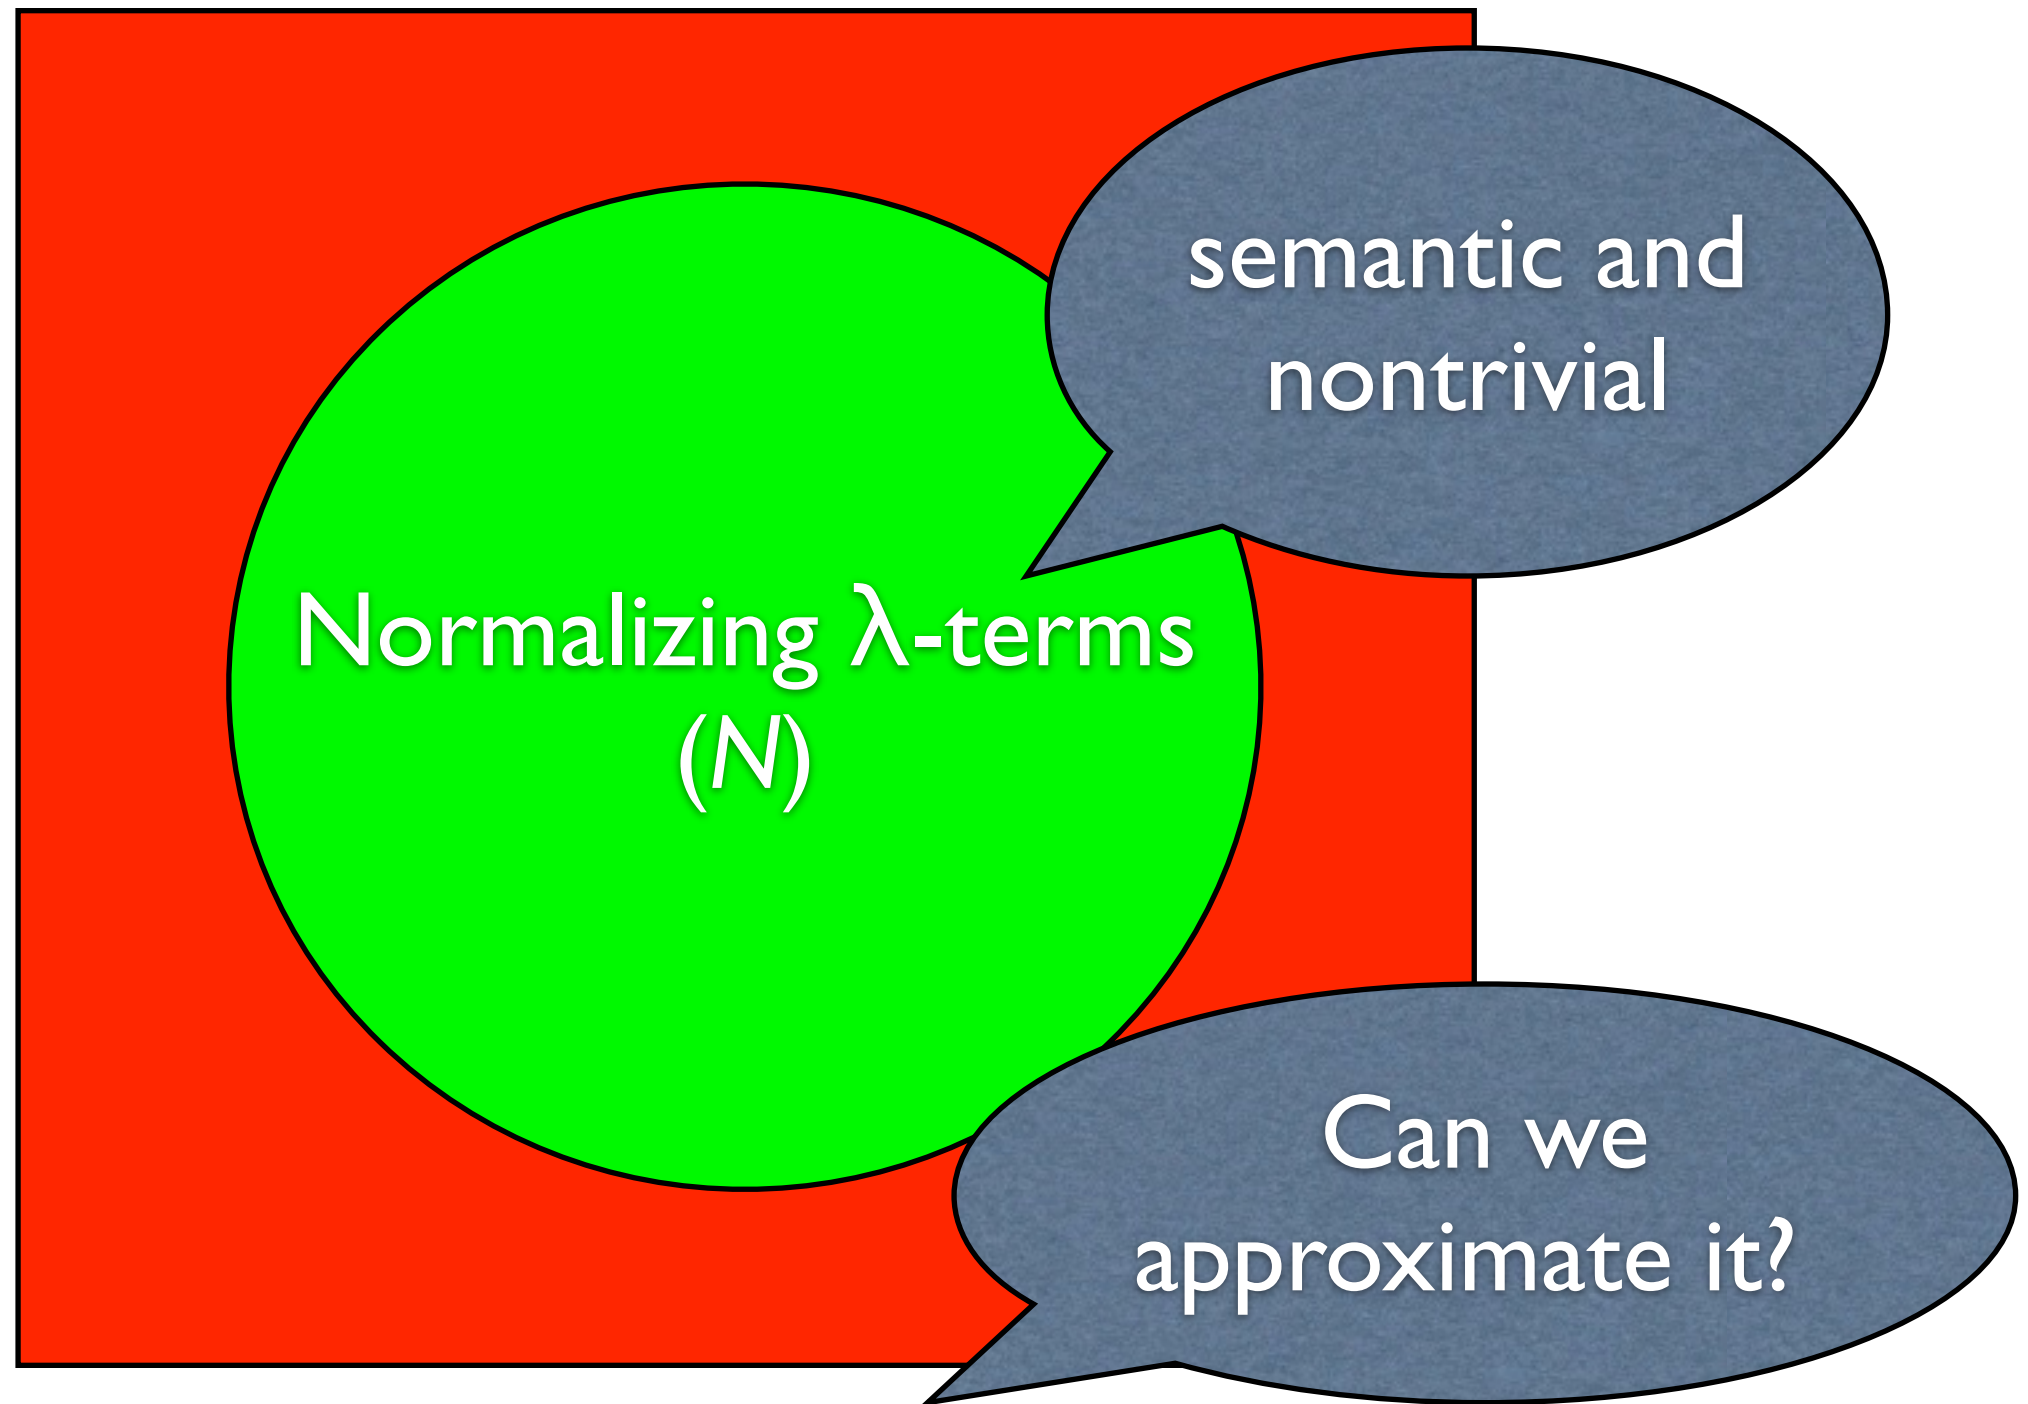 semantic and
nontrivial
Normalizing λ-terms
(N)
Can we
approximate it?